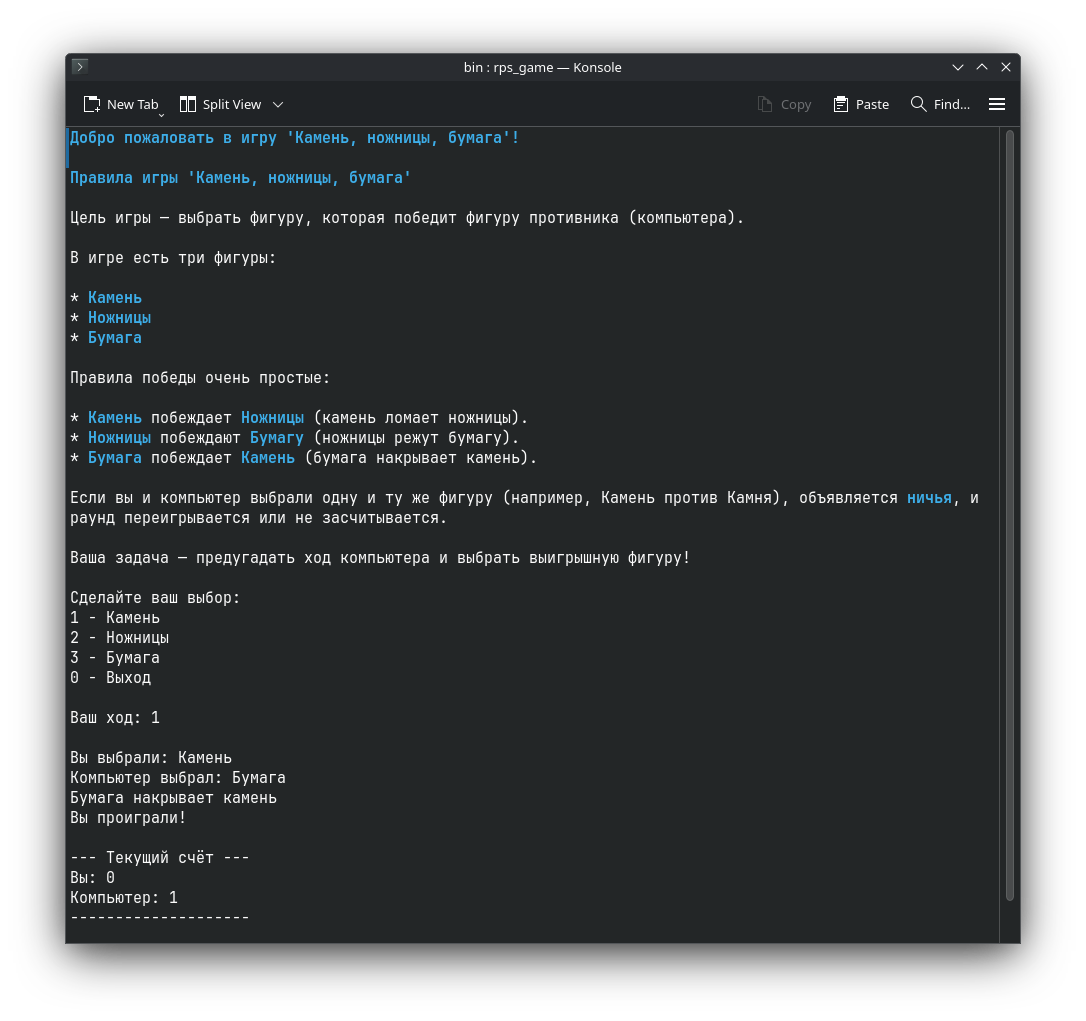 bin : rps_game — Konsole
New Tab Split View Copy Paste Find...
Добро пожаловать в игру 'Камень, ножницы, бумага'!
Правила игры 'Камень, ножницы, бумага'
Цель игры — выбрать фигуру, которая победит фигуру противника (компьютера).
В игре есть три фигуры:
* Камень
* Ножницы
* Бумага
Правила победы очень простые:
* Камень побеждает Ножницы (камень ломает ножницы).
* Ножницы побеждают Бумагу (ножницы режут бумагу).
* Бумага побеждает Камень (бумага накрывает камень).
Если вы и компьютер выбрали одну и ту же фигуру (например, Камень против Камня), объявляется ничья, и
раунд переигрывается или не засчитывается.
Ваша задача — предугадать ход компьютера и выбрать выигрышную фигуру!
Сделайте ваш выбор:
1 - Камень
2 - Ножницы
3 - Бумага
0 - Выход
Ваш ход: 1
Вы выбрали: Камень
Компьютер выбрал: Бумага
Бумага накрывает камень
Вы проиграли!
--- Текущий счёт ---
Вы: 0
Компьютер: 1
--------------------